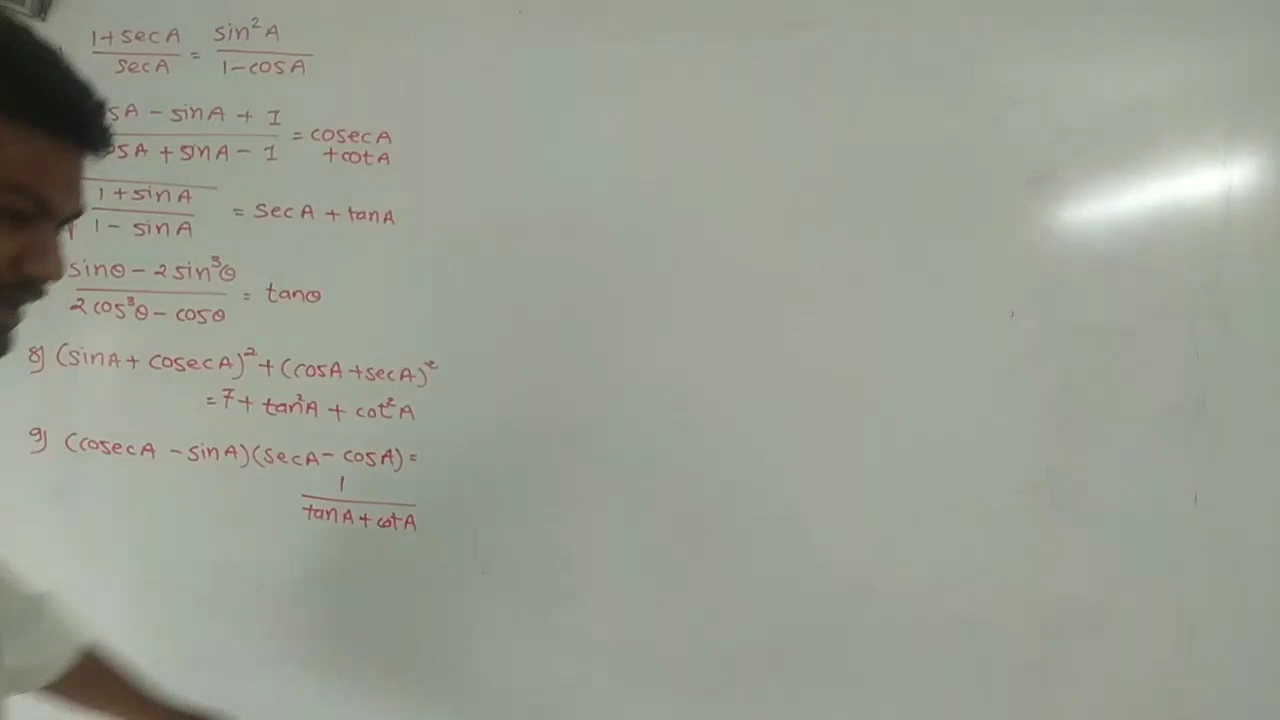 1+secA/secA = sin²A/1-cosA
sA - sinA + 1/sA + sinA - 1 = cosecA + cotA
1+sinA/1-sinA = secA + tanA
sinθ - 2sin³θ/2cos³θ - cosθ = tanθ
8) (sinA + cosecA)² + (cosA + secA)²
= 7 + tan²A + cot²A
9) (cosecA - sinA)(secA - cosA) =
1/tanA + cotA